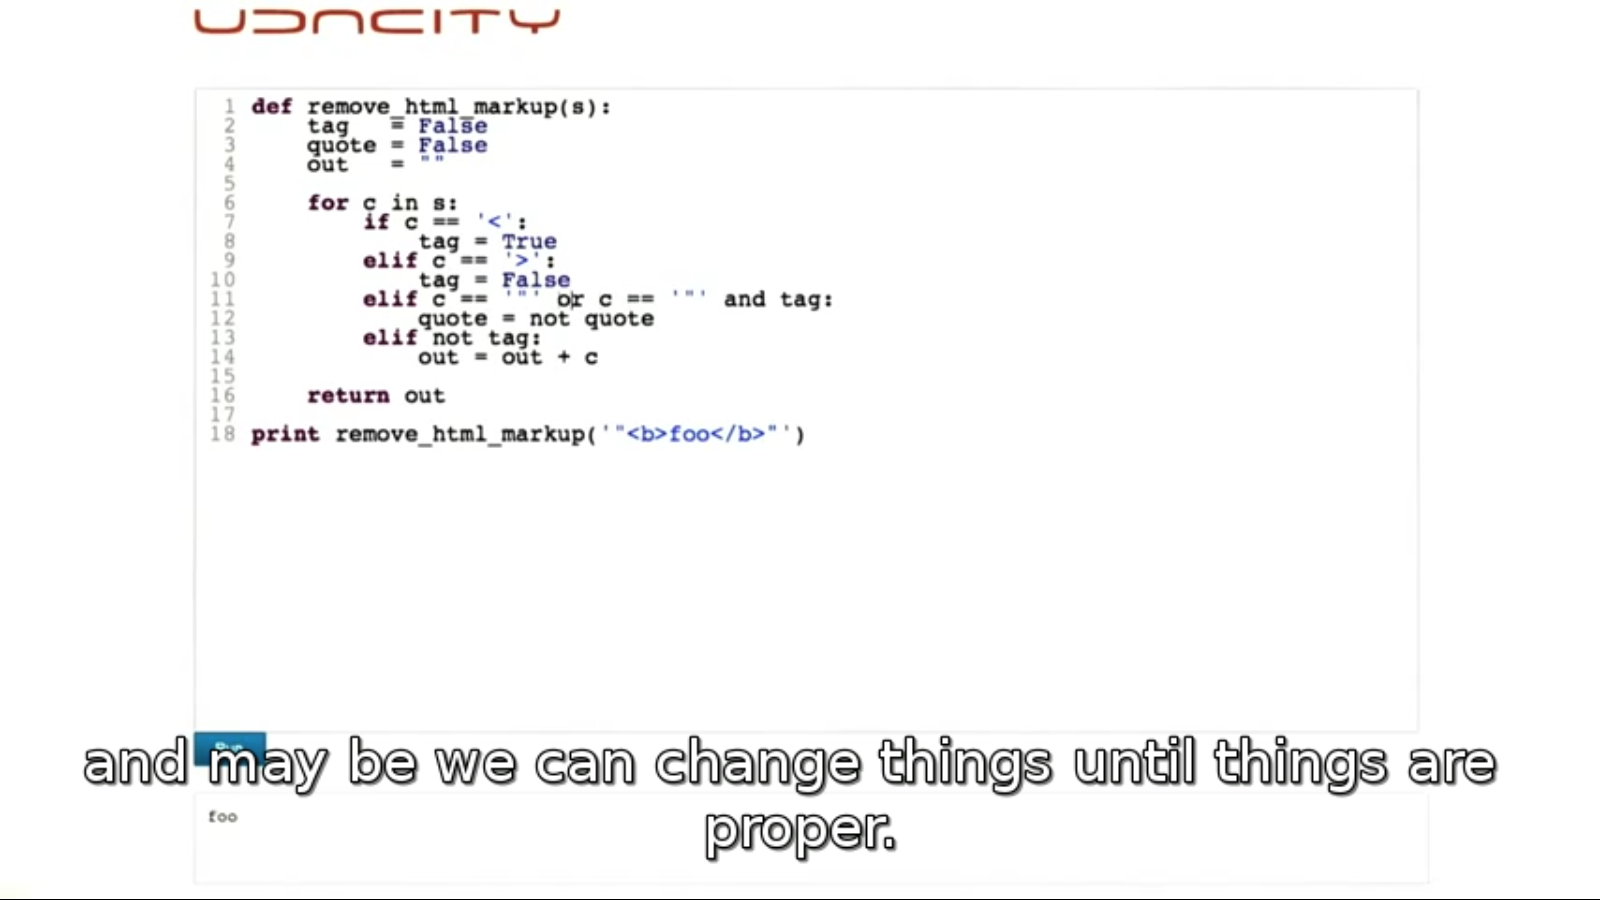 UDACITY
1 def remove_html_markup(s):
2 tag = False
3 quote = False
4 out = ""
5
6 for c in s:
7 if c == '<':
8 tag = True
9 elif c == '>':
10 tag = False
11 elif c == '"' or c == '"' and tag:
12 quote = not quote
13 elif not tag:
14 out = out + c
15
16 return out
17
18 print remove_html_markup('"<b>foo</b>"')
and may be we can change things until things are
proper.
foo